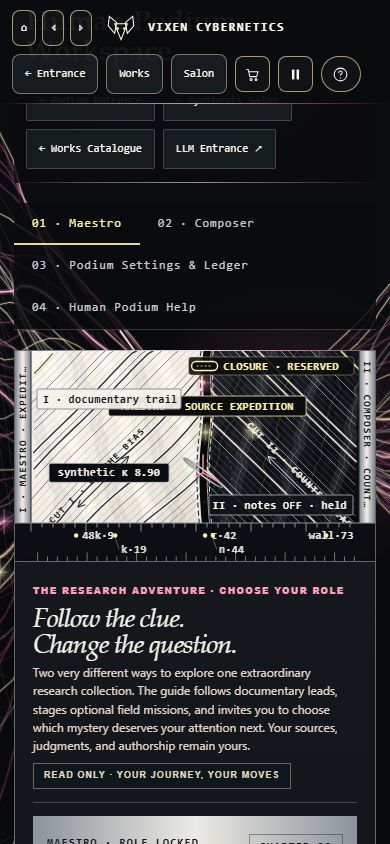 VIXEN CYBERNETICS
← Entrance
Works
Salon
← Works Catalogue
LLM Entrance ↗
01 · Maestro
02 · Composer
03 · Podium Settings & Ledger
04 · Human Podium Help
I · MAESTRO · EXPEDIT…
CLOSURE · RESERVED
I · documentary trail
SOURCE EXPEDITION
synthetic κ 8.90
II · notes OFF · held
II · COMPOSER · COUNT…
48k·9
k·19
τ·42
n·44
wall·73
THE RESEARCH ADVENTURE · CHOOSE YOUR ROLE
Follow the clue.
Change the question.
Two very different ways to explore one extraordinary
research collection. The guide follows documentary leads,
stages optional field missions, and invites you to choose
which mystery deserves your attention next. Your sources,
judgments, and authorship remain yours.
READ ONLY · YOUR JOURNEY, YOUR MOVES
MAESTRO · ROLE LOCKED